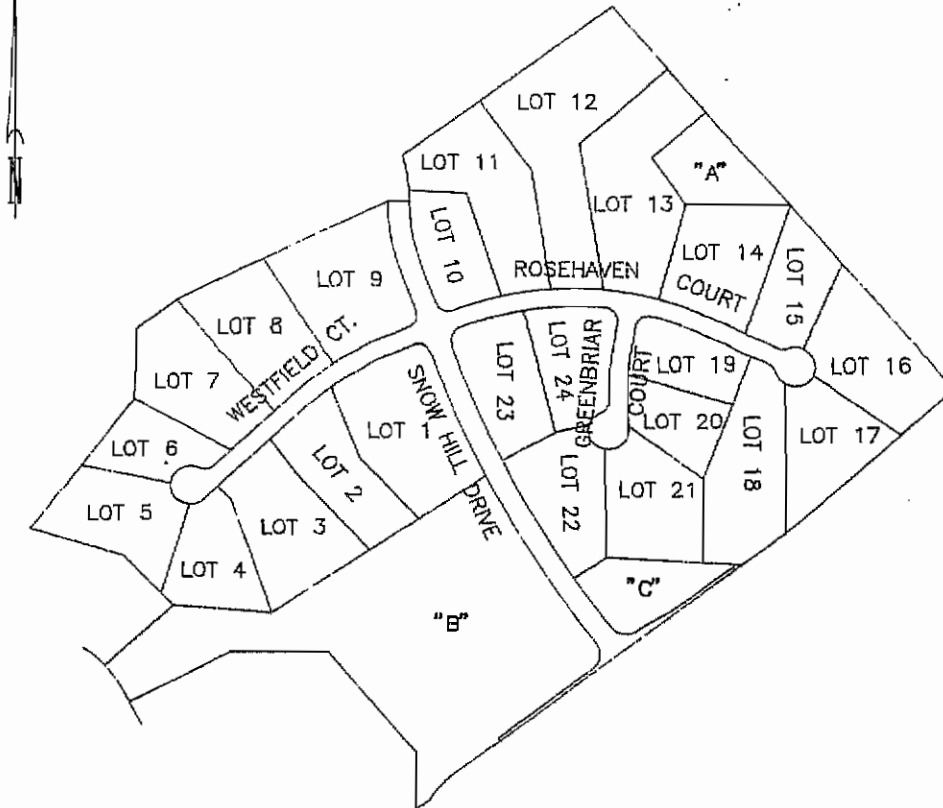 N
LOT 12
LOT 11
"A"
LOT 13
LOT 10
LOT 14
LOT 15
ROSEHAVEN
COURT
LOT 9
LOT 8
WESTFIELD CT.
LOT 7
LOT 16
LOT 24
GREENBRIAR
COURT
LOT 19
LOT 23
SNOW HILL
DRIVE
LOT 1
LOT 20
LOT 17
LOT 18
LOT 6
LOT 2
LOT 21
LOT 22
LOT 5
LOT 3
LOT 4
"C"
"B"